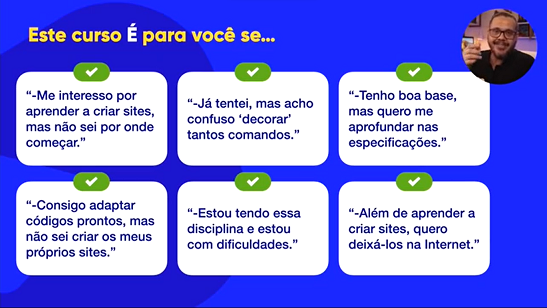 Este curso É para você se...
“-Me interesso por
aprender a criar sites,
mas não sei por onde
começar.”
“-Já tentei, mas acho
confuso ‘decorar’
tantos comandos.”
“-Tenho boa base,
mas quero me
aprofundar nas
especificações.”
“-Consigo adaptar
códigos prontos, mas
não sei criar os meus
próprios sites.”
“-Estou tendo essa
disciplina e estou
com dificuldades.”
“-Além de aprender a
criar sites, quero
deixá-los na Internet.”